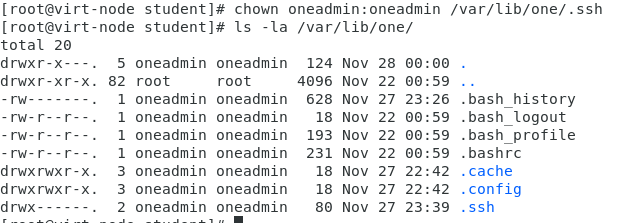 [root@virt-node student]# chown oneadmin:oneadmin /var/lib/one/.ssh
[root@virt-node student]# ls -la /var/lib/one/
total 20
drwxr-x---.  5 oneadmin oneadmin  124 Nov 28 00:00 .
drwxr-xr-x. 82 root     root     4096 Nov 22 00:59 ..
-rw-------.  1 oneadmin oneadmin  628 Nov 27 23:26 .bash_history
-rw-r--r--.  1 oneadmin oneadmin   18 Nov 22 00:59 .bash_logout
-rw-r--r--.  1 oneadmin oneadmin  193 Nov 22 00:59 .bash_profile
-rw-r--r--.  1 oneadmin oneadmin  231 Nov 22 00:59 .bashrc
drwxrwxr-x.  3 oneadmin oneadmin   18 Nov 27 22:42 .cache
drwxrwxr-x.  3 oneadmin oneadmin   18 Nov 27 22:42 .config
drwx------.  2 oneadmin oneadmin   80 Nov 27 23:39 .ssh
[root@virt-node student]#